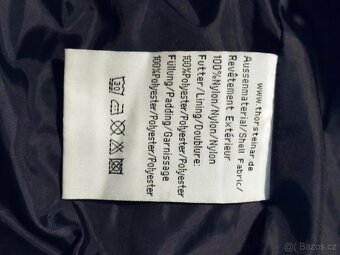 www.thorsteinar.de
Aussenmaterial/Shell Fabric/
Revêtement Extérieur
100%Nylon/Nylon/Nylon
Futter/Lining/Doublure:
100%Polyester/Polyester/Polyester
Füllung/Padding/Garnissage
100%Polyester/Polyester/Polyester
30
Bazos.cz